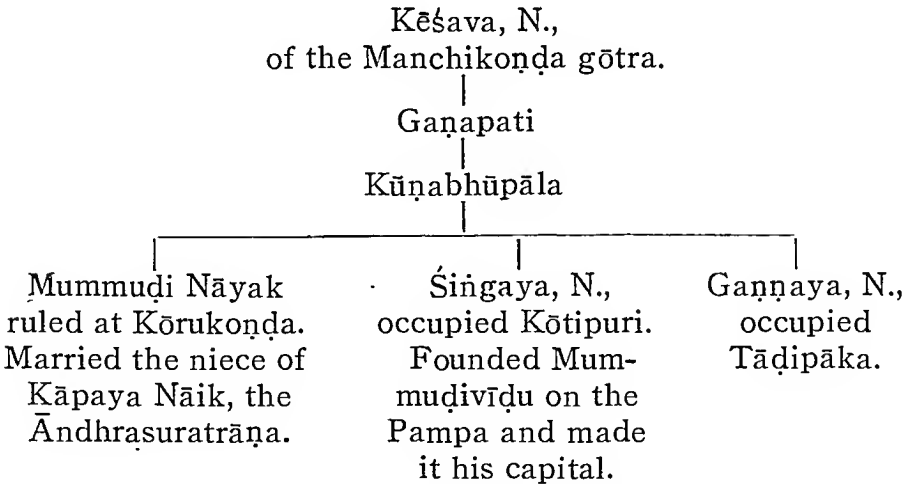 Kēśava, N.,
of the Manchikoṇḍa gōtra.
Gaṇapati
Kūṇabhūpāla
Mummuḍi Nāyak
ruled at Kōrukoṇḍa.
Married the niece of
Kāpaya Nāik, the
Āndhrasuratrāṇa.
Śiṅgaya, N.,
occupied Kōtipuri.
Founded Mum-
muḍivīḍu on the
Pampa and made
it his capital.
Gaṇṇaya, N.,
occupied
Tāḍipāka.